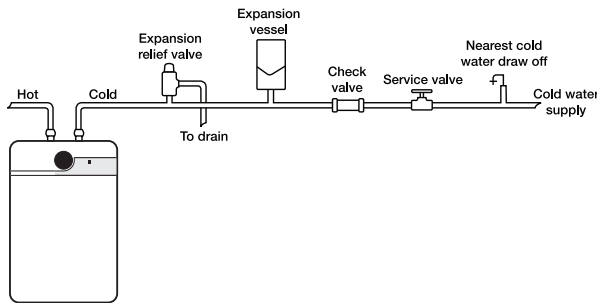 Expansion
vessel
Expansion
relief valve
Nearest cold
water draw off
Check
valve
Service valve
Hot
Cold
Cold water
supply
To drain